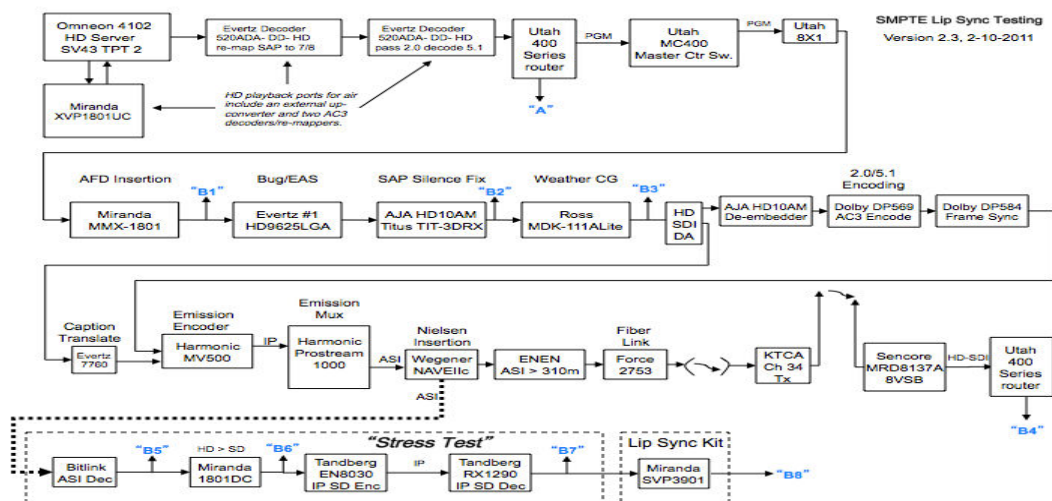 Omneon 4102
HD Server
SV43 TPT 2
Evertz Decoder
520ADA- DD- HD
re-map SAP to 7/8
Evertz Decoder
520ADA- DD- HD
pass 2.0 decode 5.1
Utah
400
Series
router
PGM
Utah
MC400
Master Ctr Sw.
PGM
Utah
8X1
SMPTE Lip Sync Testing
Version 2.3, 2-10-2011
Miranda
XVP1801UC
HD playback ports for air
include an external up-
converter and two AC3
decoders/re-mappers.
"A"
AFD Insertion
"B1"
Bug/EAS
SAP Silence Fix
"B2"
Weather CG
"B3"
2.0/5.1
Encoding
Miranda
MMX-1801
Evertz #1
HD9625LGA
AJA HD10AM
Titus TIT-3DRX
Ross
MDK-111ALite
HD
SDI
DA
AJA HD10AM
De-embedder
Dolby DP569
AC3 Encode
Dolby DP584
Frame Sync
Caption
Translate
Evertz
7760
Emission
Encoder
Harmonic
MV500
IP
Emission
Mux
Harmonic
Prostream
1000
ASI
Nielsen
Insertion
Wegener
NAVEIIc
ASI
ENEN
ASI > 310m
Fiber
Link
Force
2753
KTCA
Ch 34
Tx
Sencore
MRD8137A
8VSB
HD-SDI
Utah
400
Series
router
"B4"
"Stress Test"
Lip Sync Kit
Bitlink
ASI Dec
"B5"
HD > SD
Miranda
1801DC
"B6"
Tandberg
EN8030
IP SD Enc
IP
Tandberg
RX1290
IP SD Dec
"B7"
Miranda
SVP3901
"B8"